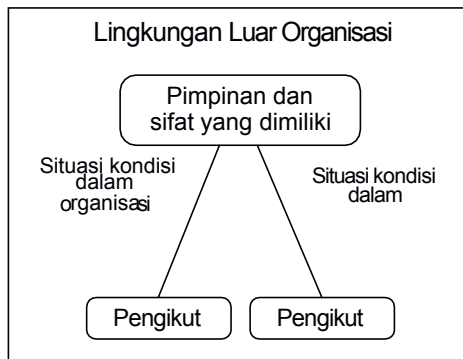 Lingkungan Luar Organisasi
Pimpinan dan
sifat yang dimiliki
Situasi kondisi
dalam
organisasi
Situasi kondisi
dalam
Pengikut
Pengikut